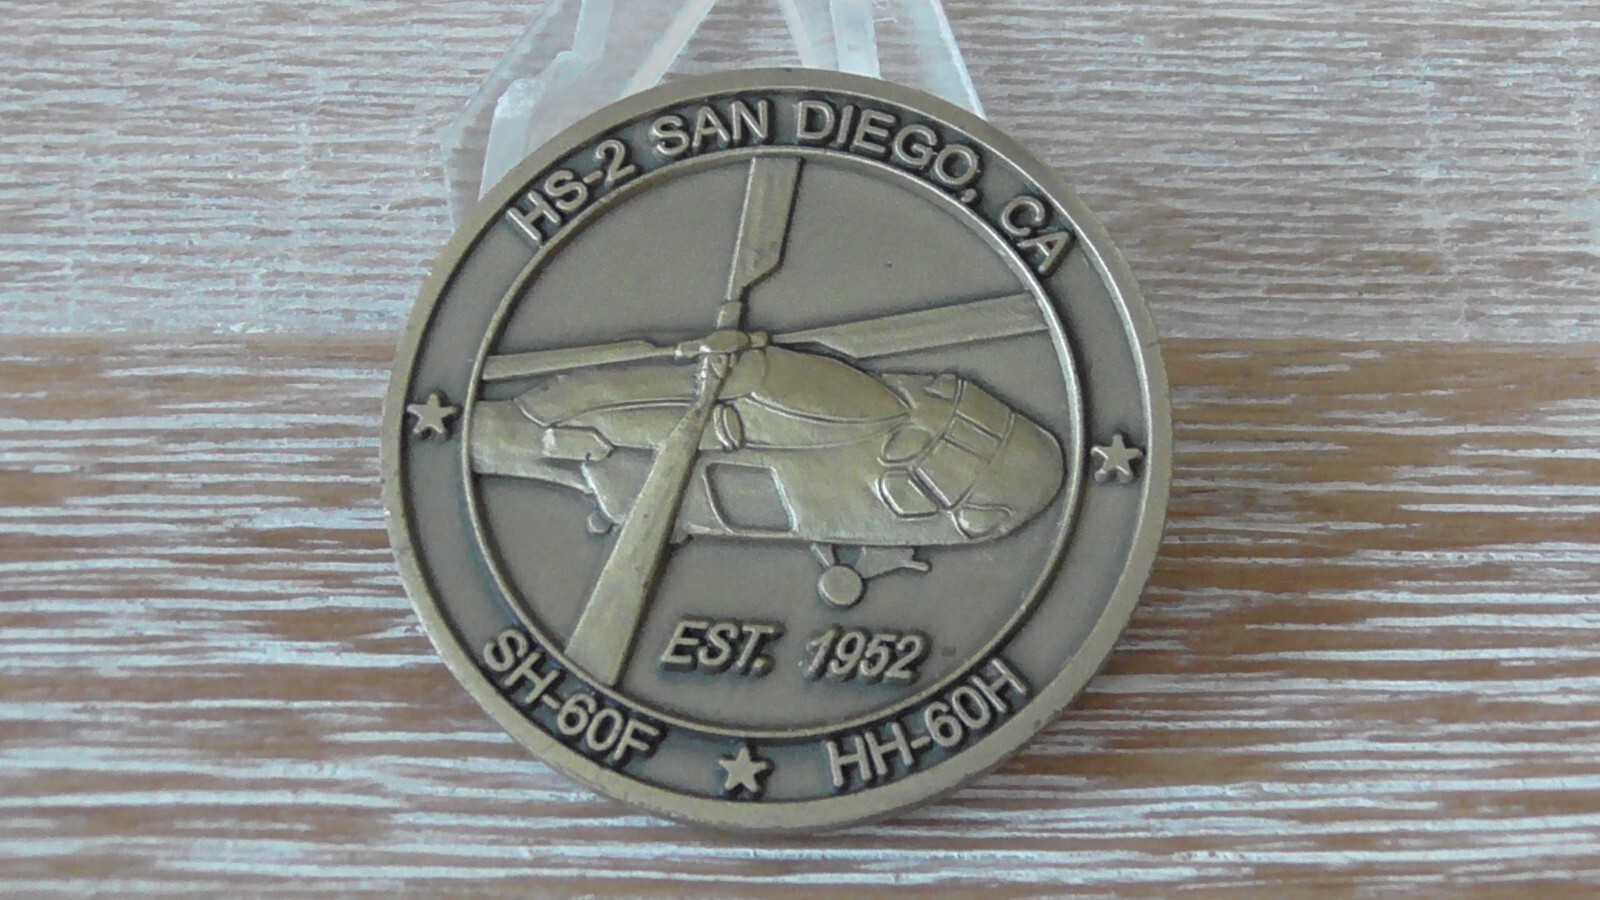 HS-2 SAN DIEGO, CA
EST. 1952
SH-60F
HH-60H